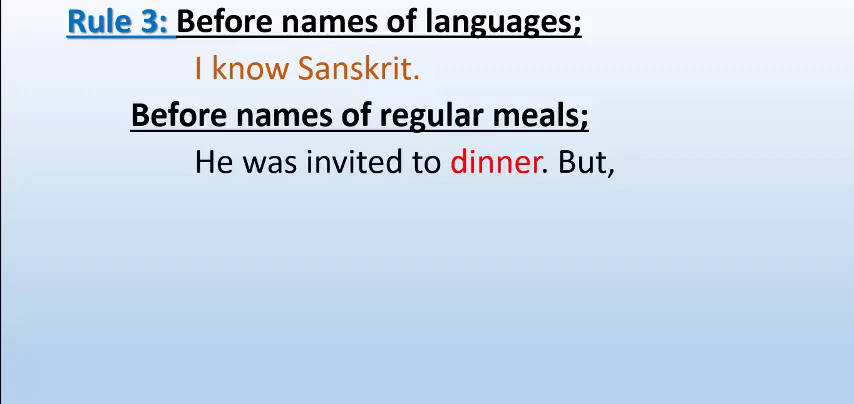 Rule 3: Before names of languages;
I know Sanskrit.
Before names of regular meals;
He was invited to dinner. But,